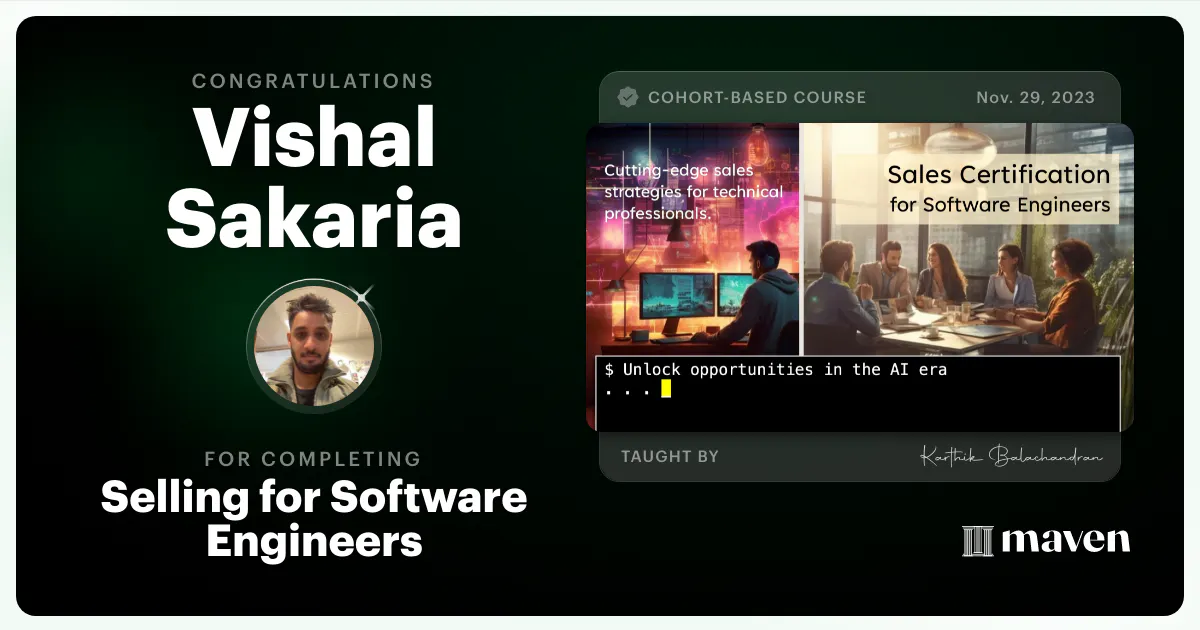 CONGRATULATIONS
Vishal
Sakaria
FOR COMPLETING
Selling for Software
Engineers
COHORT-BASED COURSE
Nov. 29, 2023
Cutting-edge sales
strategies for technical
professionals.
Sales Certification
for Software Engineers
$ Unlock opportunities in the AI era
. . .
TAUGHT BY
Karthik Balachandran
maven